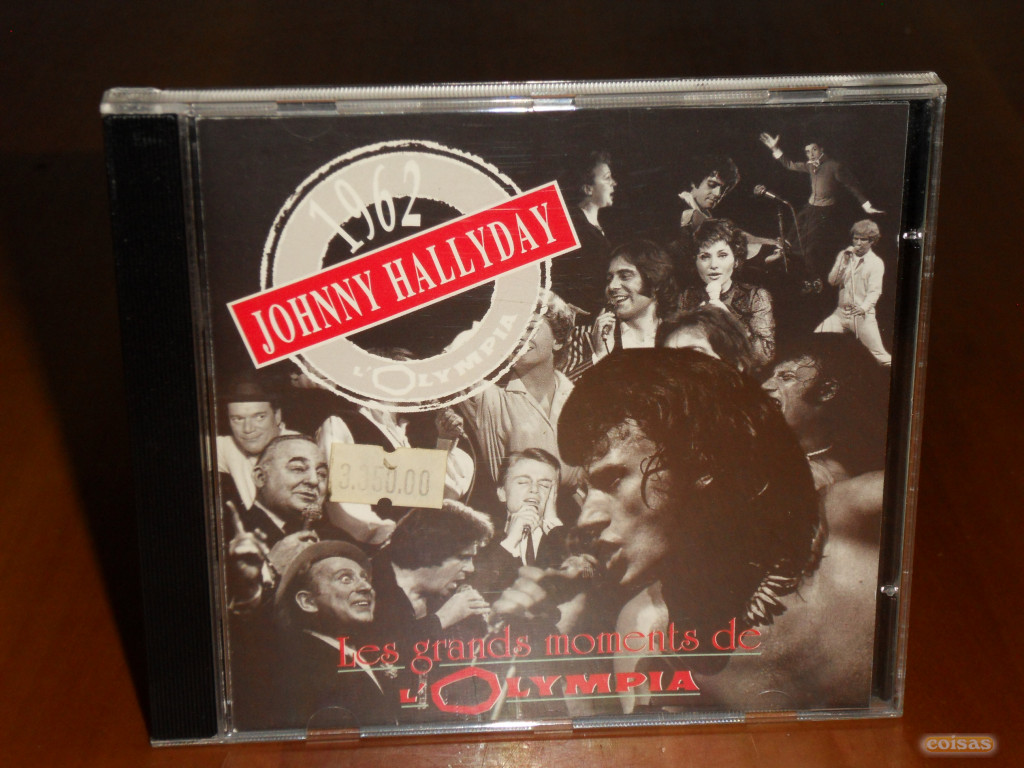 1962
JOHNNY HALLYDAY
L'OLYMPIA
3.350.00
Les grands moments de
L'OLYMPIA
coisas